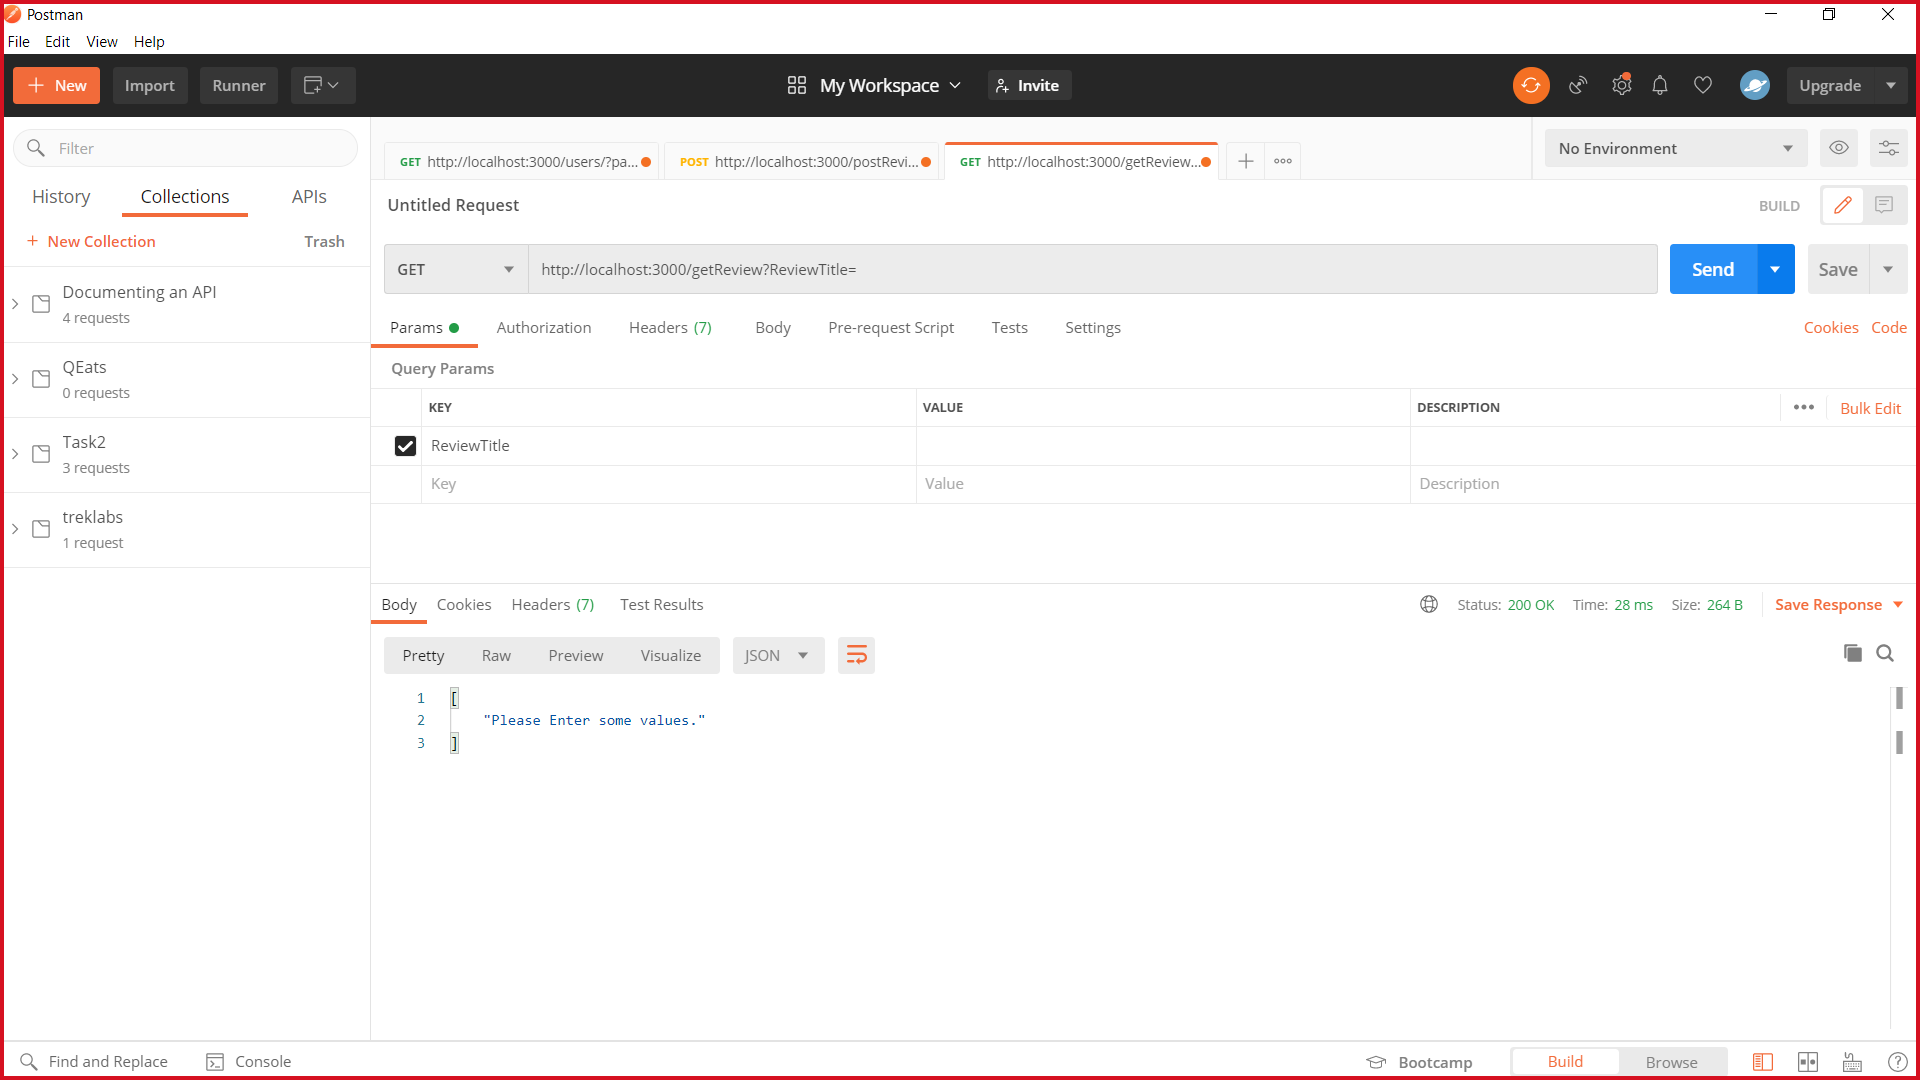 Postman
File Edit View Help
New Import Runner My Workspace Invite Upgrade
Filter
History Collections APIs
+ New Collection Trash
Documenting an API
4 requests
QEats
0 requests
Task2
3 requests
treklabs
1 request
GET http://localhost:3000/users/?pa... POST http://localhost:3000/postRevi... GET http://localhost:3000/getReview... No Environment
Untitled Request BUILD
GET http://localhost:3000/getReview?ReviewTitle= Send Save
Params Authorization Headers (7) Body Pre-request Script Tests Settings Cookies Code
Query Params
KEY VALUE DESCRIPTION Bulk Edit
ReviewTitle
Key Value Description
Body Cookies Headers (7) Test Results Status: 200 OK Time: 28 ms Size: 264 B Save Response
Pretty Raw Preview Visualize JSON
1 [
2 "Please Enter some values."
3 ]
Find and Replace Console Bootcamp Build Browse